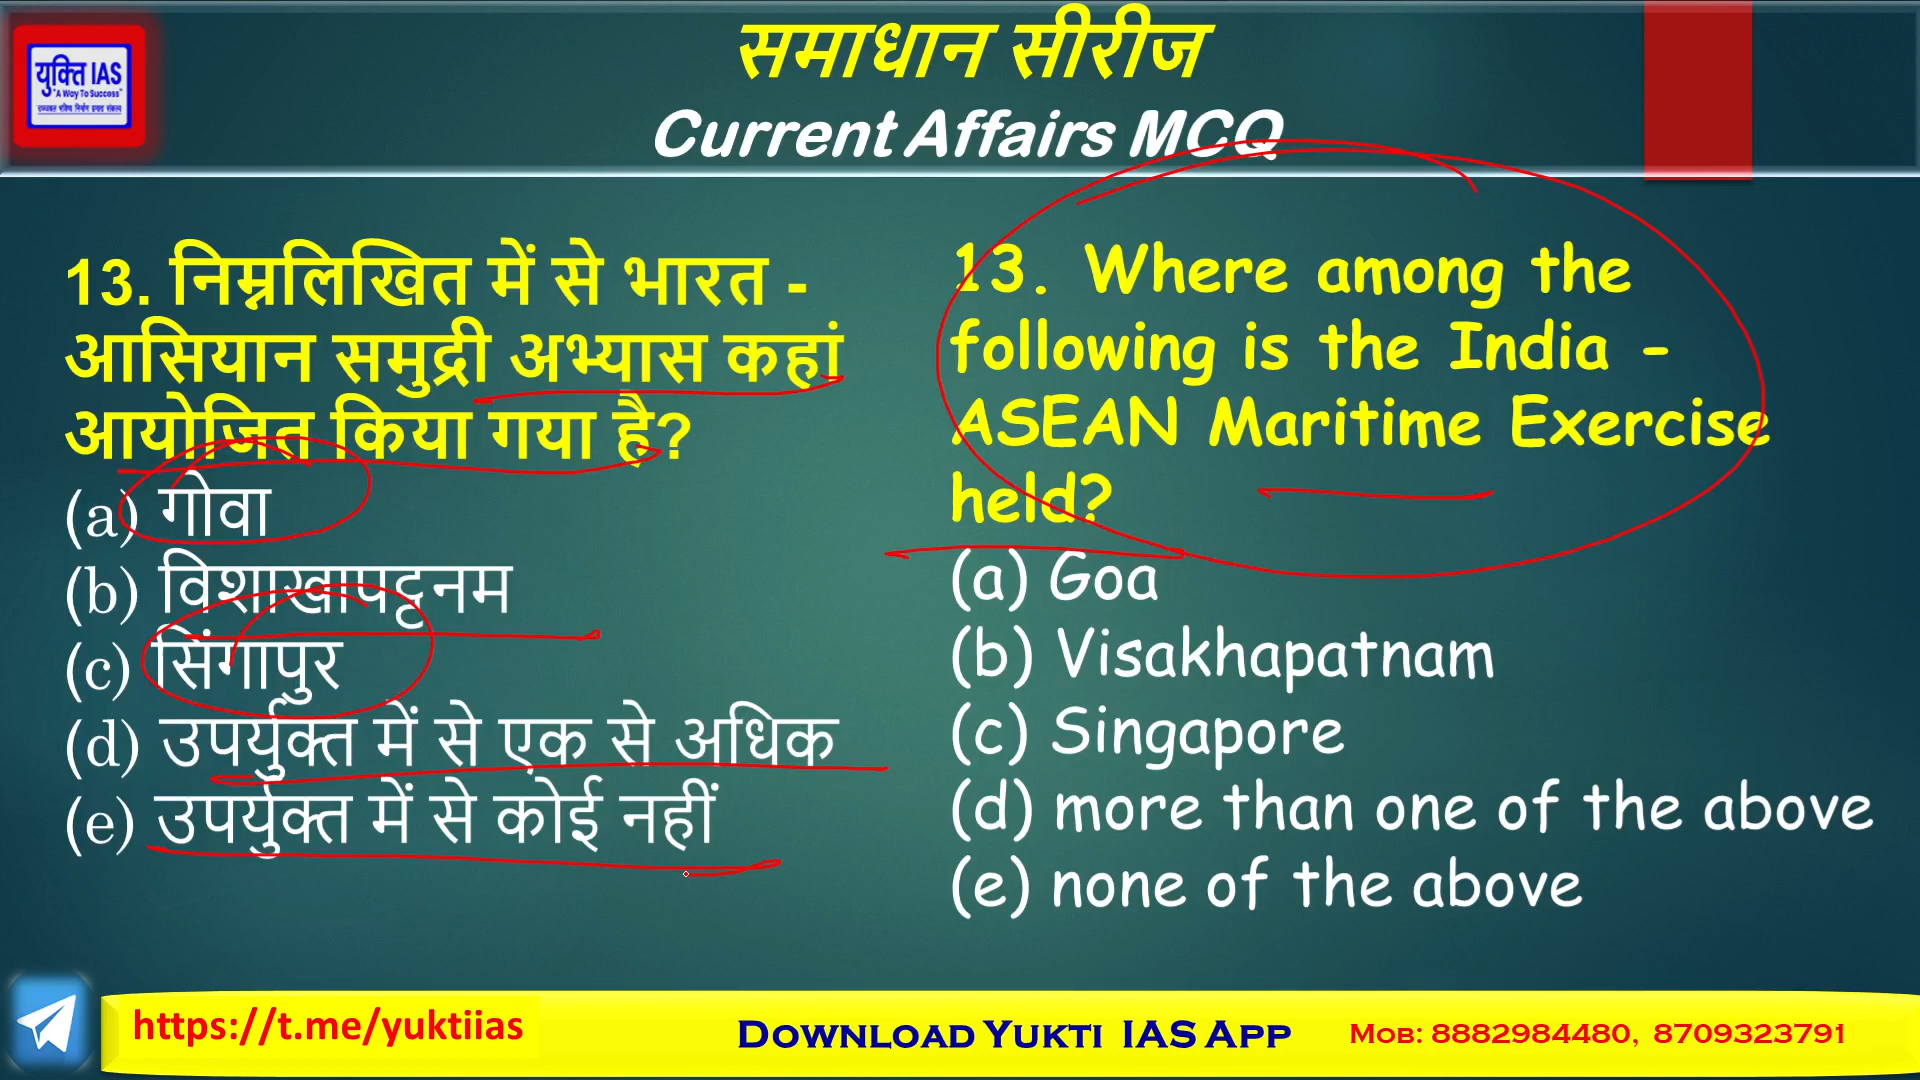 समाधान सीरीज
Current Affairs MCQ
युक्ति IAS
"A Way To Success"
13. निम्नलिखित में से भारत -
आसियान समुद्री अभ्यास कहां
आयोजित किया गया है?
(a) गोवा
(b) विशाखापट्टनम
(c) सिंगापुर
(d) उपर्युक्त में से एक से अधिक
(e) उपर्युक्त में से कोई नहीं
13. Where among the
following is the India -
ASEAN Maritime Exercise
held?
(a) Goa
(b) Visakhapatnam
(c) Singapore
(d) more than one of the above
(e) none of the above
https://t.me/yuktiias
Download Yukti IAS App
Mob: 8882984480, 8709323791